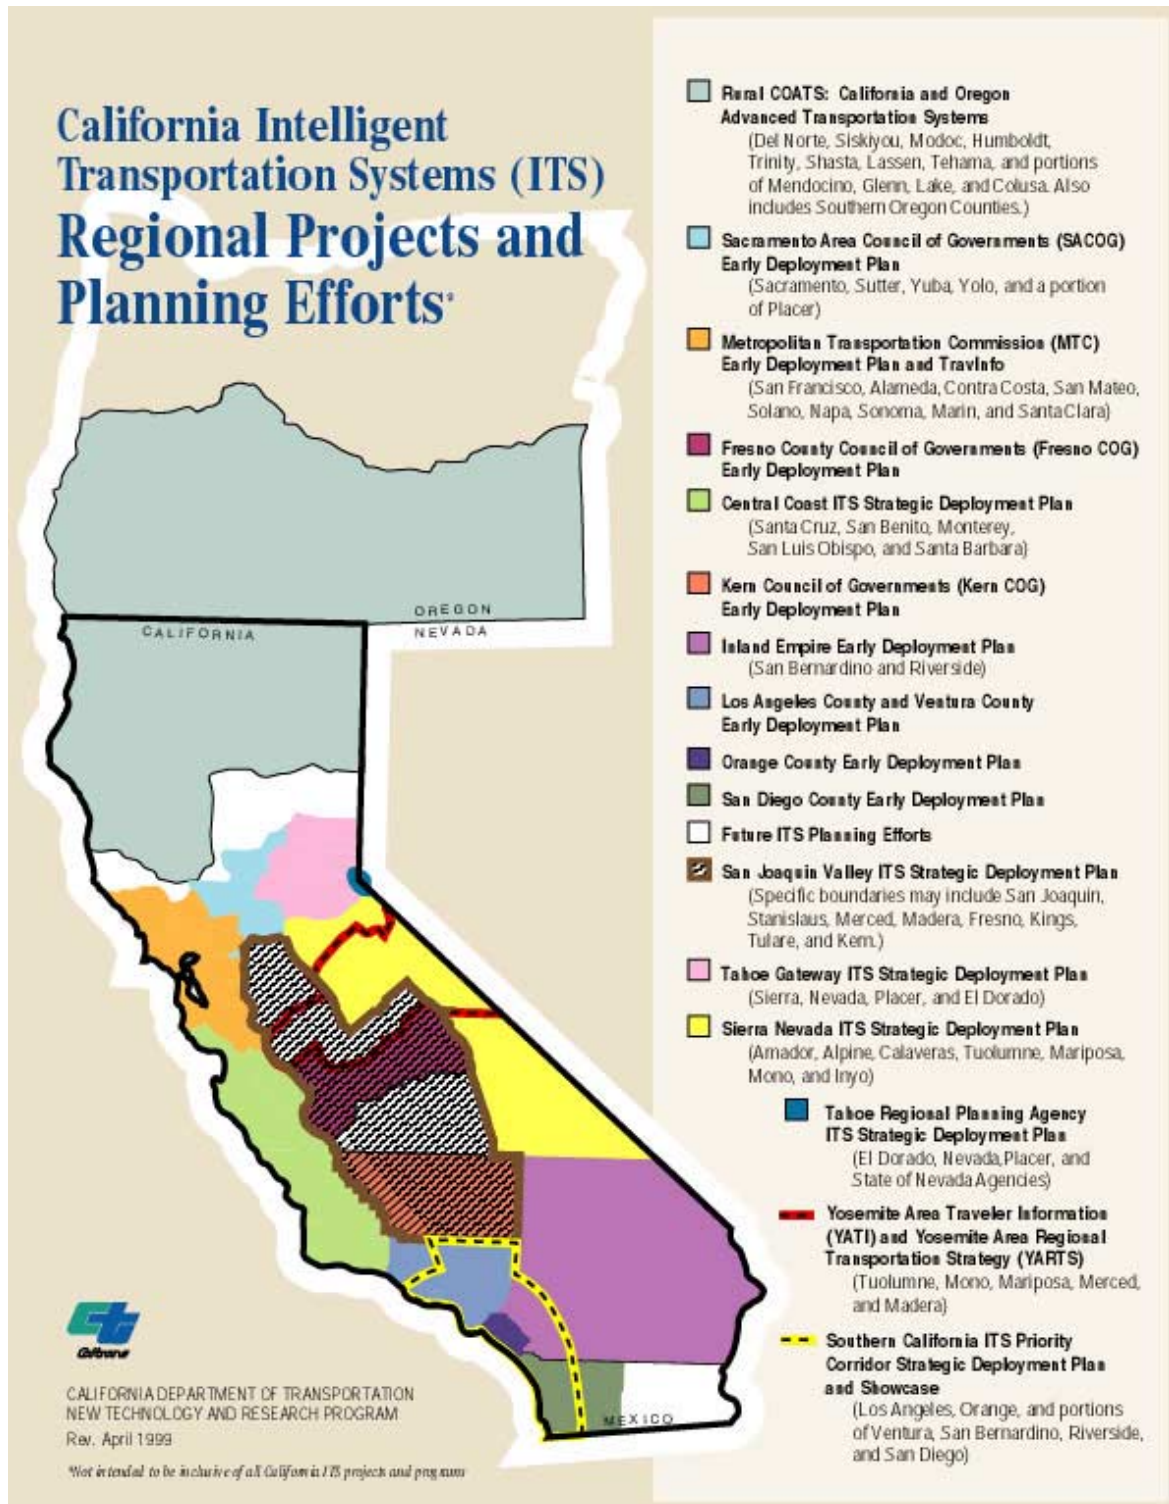 California Intelligent
Transportation Systems (ITS)
Regional Projects and
Planning Efforts*
OREGON
CALIFORNIA
NEVADA
MEXICO
Caltrans
CALIFORNIA DEPARTMENT OF TRANSPORTATION
NEW TECHNOLOGY AND RESEARCH PROGRAM
Rev. April 1999
*Not intended to be inclusive of all California ITS projects and programs
Rural COATS: California and Oregon
Advanced Transportation Systems
(Del Norte, Siskiyou, Modoc, Humboldt,
Trinity, Shasta, Lassen, Tehama, and portions
of Mendocino, Glenn, Lake, and Colusa. Also
includes Southern Oregon Counties.)
Sacramento Area Council of Governments (SACOG)
Early Deployment Plan
(Sacramento, Sutter, Yuba, Yolo, and a portion
of Placer)
Metropolitan Transportation Commission (MTC)
Early Deployment Plan and TravInfo
(San Francisco, Alameda, Contra Costa, San Mateo,
Solano, Napa, Sonoma, Marin, and Santa Clara)
Fresno County Council of Governments (Fresno COG)
Early Deployment Plan
Central Coast ITS Strategic Deployment Plan
(Santa Cruz, San Benito, Monterey,
San Luis Obispo, and Santa Barbara)
Kern Council of Governments (Kern COG)
Early Deployment Plan
Inland Empire Early Deployment Plan
(San Bernardino and Riverside)
Los Angeles County and Ventura County
Early Deployment Plan
Orange County Early Deployment Plan
San Diego County Early Deployment Plan
Future ITS Planning Efforts
San Joaquin Valley ITS Strategic Deployment Plan
(Specific boundaries may include San Joaquin,
Stanislaus, Merced, Madera, Fresno, Kings,
Tulare, and Kern.)
Tahoe Gateway ITS Strategic Deployment Plan
(Sierra, Nevada, Placer, and El Dorado)
Sierra Nevada ITS Strategic Deployment Plan
(Amador, Alpine, Calaveras, Tuolumne, Mariposa,
Mono, and Inyo)
Tahoe Regional Planning Agency
ITS Strategic Deployment Plan
(El Dorado, Nevada, Placer, and
State of Nevada Agencies)
Yosemite Area Traveler Information
(YATI) and Yosemite Area Regional
Transportation Strategy (YARTS)
(Tuolumne, Mono, Mariposa, Merced,
and Madera)
Southern California ITS Priority
Corridor Strategic Deployment Plan
and Showcase
(Los Angeles, Orange, and portions
of Ventura, San Bernardino, Riverside,
and San Diego)